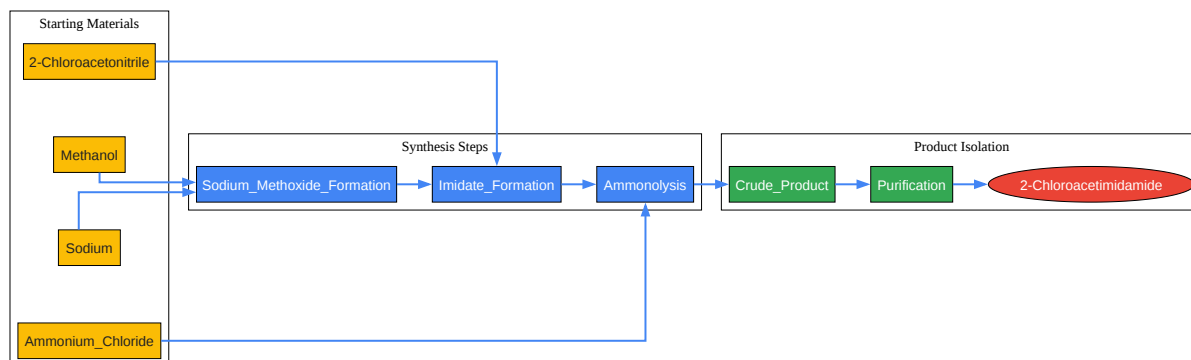 Starting Materials
2-Chloroacetonitrile
Methanol
Sodium
Ammonium_Chloride
Synthesis Steps
Sodium_Methoxide_Formation
Imidate_Formation
Ammonolysis
Product Isolation
Crude_Product
Purification
2-Chloroacetimidamide